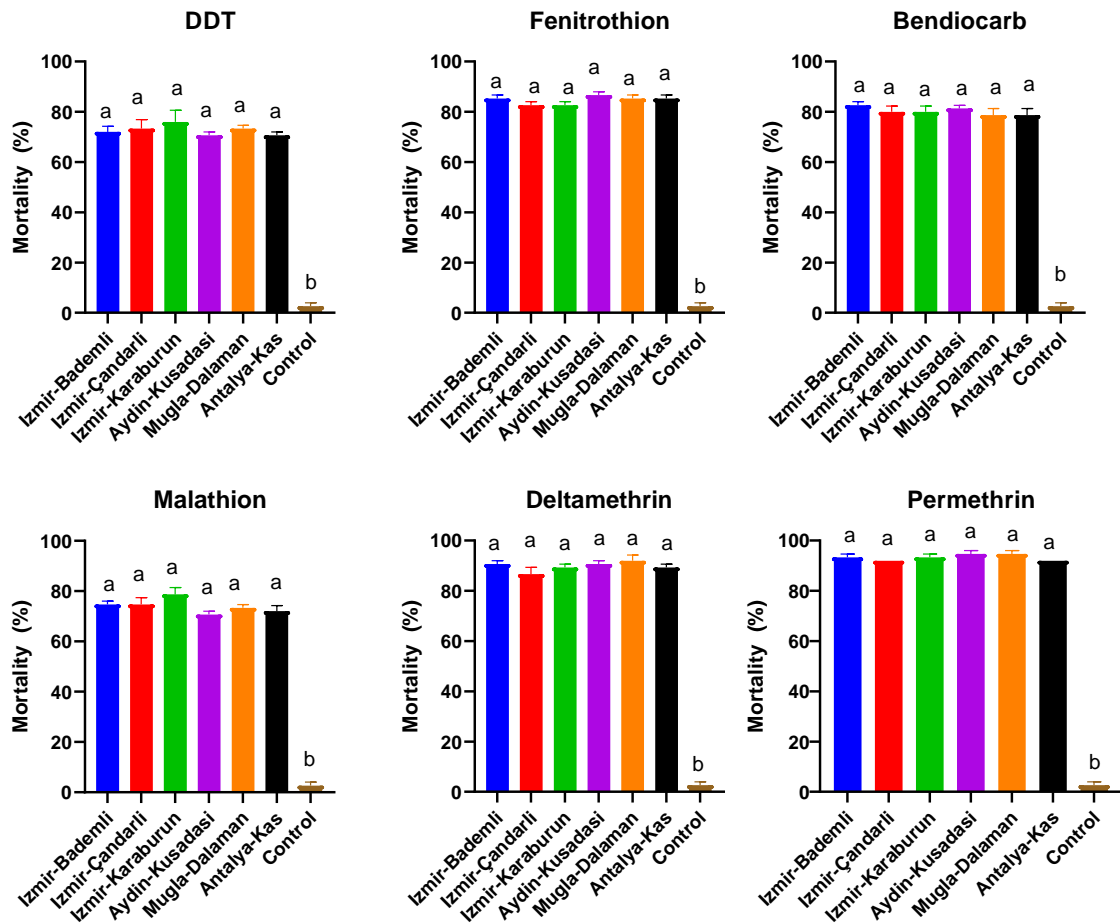 DDT
Mortality (%)
100
80
60
40
20
0
a
a
a
a
a
a
b
Izmir-Bademli
Izmir-Çandarli
Izmir-Karaburun
Aydin-Kusadasi
Mugla-Dalaman
Antalya-Kas
Control
Fenitrothion
Mortality (%)
100
80
60
40
20
0
a
a
a
a
a
a
b
Izmir-Bademli
Izmir-Çandarli
Izmir-Karaburun
Aydin-Kusadasi
Mugla-Dalaman
Antalya-Kas
Control
Bendiocarb
Mortality (%)
100
80
60
40
20
0
a
a
a
a
a
a
b
Izmir-Bademli
Izmir-Çandarli
Izmir-Karaburun
Aydin-Kusadasi
Mugla-Dalaman
Antalya-Kas
Control
Malathion
Mortality (%)
100
80
60
40
20
0
a
a
a
a
a
a
b
Izmir-Bademli
Izmir-Çandarli
Izmir-Karaburun
Aydin-Kusadasi
Mugla-Dalaman
Antalya-Kas
Control
Deltamethrin
Mortality (%)
100
80
60
40
20
0
a
a
a
a
a
a
b
Izmir-Bademli
Izmir-Çandarli
Izmir-Karaburun
Aydin-Kusadasi
Mugla-Dalaman
Antalya-Kas
Control
Permethrin
Mortality (%)
100
80
60
40
20
0
a
a
a
a
a
a
b
Izmir-Bademli
Izmir-Çandarli
Izmir-Karaburun
Aydin-Kusadasi
Mugla-Dalaman
Antalya-Kas
Control